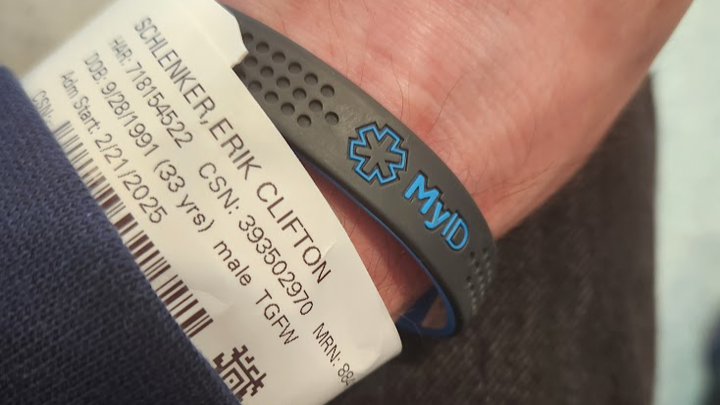 SCHLENKER, ERIK CLIFTON
HAR: 718154522 CSN: 393502970 MRN:
DOB: 9/28/1991 (33 yrs) male TGFW
Adm Start: 2/21/2025
CSN:
MyID